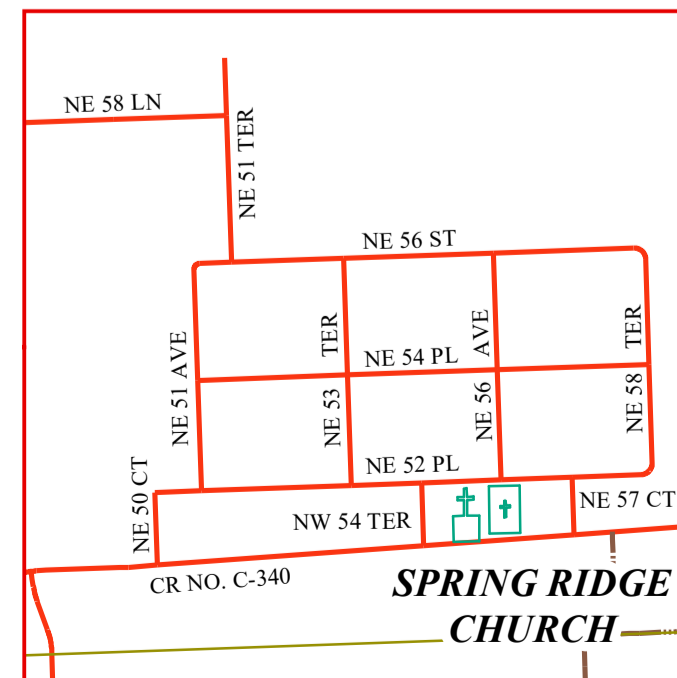 NE 58 LN
NE 51 TER
NE 56 ST
NE 51 AVE
TER
NE 53
AVE
NE 56
TER
NE 58
NE 54 PL
NE 52 PL
NE 50 CT
NW 54 TER
NE 57 CT
CR NO. C-340
SPRING RIDGE
CHURCH